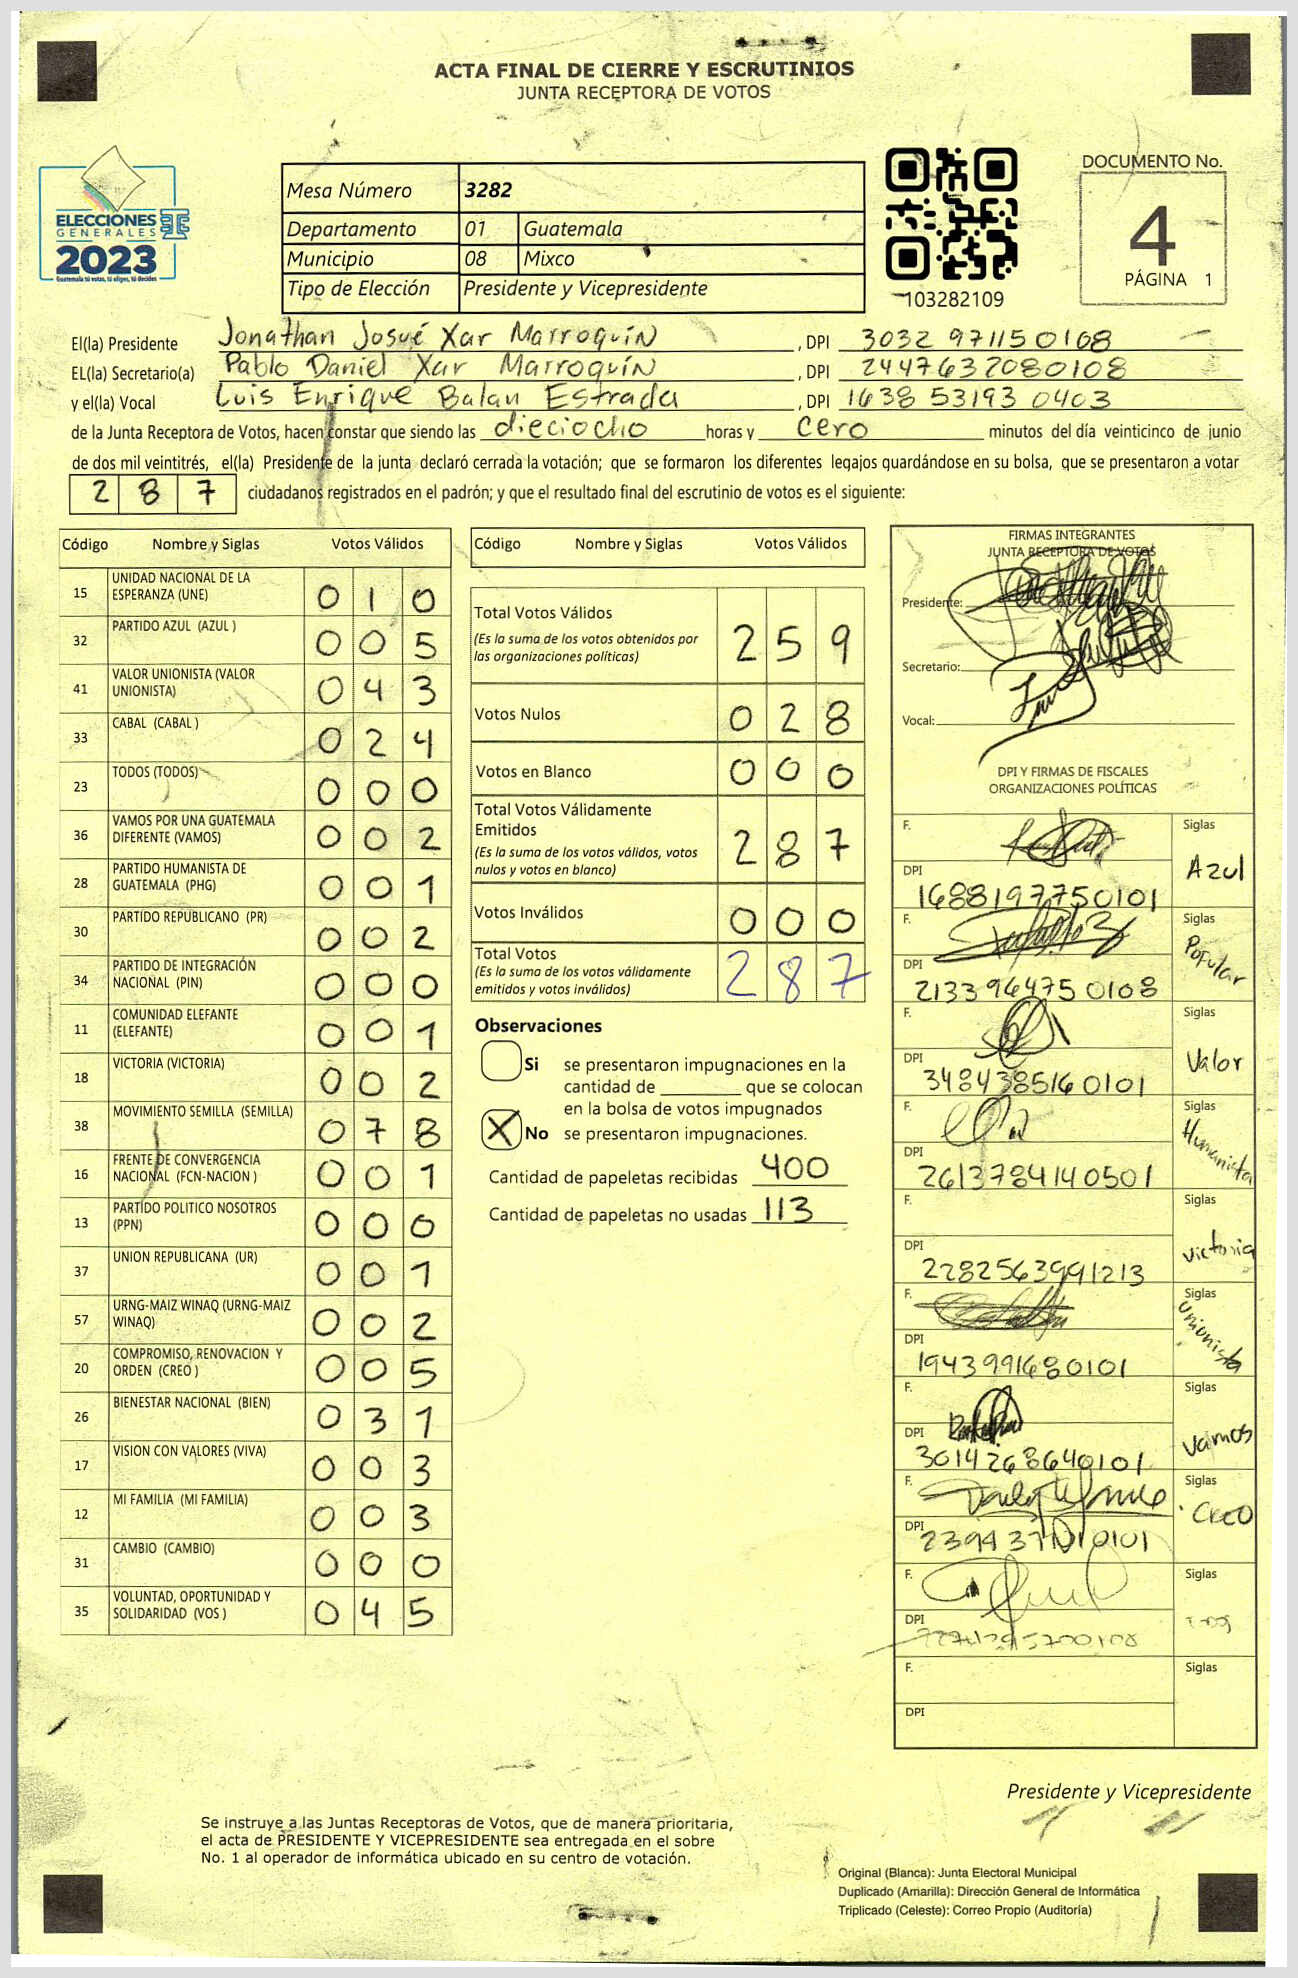 ACTA FINAL DE CIERRE Y ESCRUTINIOS
JUNTA RECEPTORA DE VOTOS
ELECCIONES
GENERALES
2023
Guatemala tú votas, tú eliges, tú decides
Mesa Número 3282
Departamento 01 Guatemala
Municipio 08 Mixco
Tipo de Elección Presidente y Vicepresidente
103282109
DOCUMENTO No.
4
PÁGINA 1
El(la) Presidente Jonathan Josué Xar Marroquín , DPI 3032 97115 0108
EL(la) Secretario(a) Pablo Daniel Xar Marroquín , DPI 2447632080108
y el(la) Vocal Luis Enrique Balan Estrada , DPI 1638 53193 0403
de la Junta Receptora de Votos, hacen constar que siendo las dieciocho horas y cero minutos del día veinticinco de junio
de dos mil veintitrés, el(la) Presidente de la junta declaró cerrada la votación; que se formaron los diferentes legajos guardándose en su bolsa, que se presentaron a votar
2 8 7 ciudadanos registrados en el padrón; y que el resultado final del escrutinio de votos es el siguiente:
Código Nombre y Siglas Votos Válidos
15 UNIDAD NACIONAL DE LA ESPERANZA (UNE) 0 1 0
32 PARTIDO AZUL (AZUL ) 0 0 5
41 VALOR UNIONISTA (VALOR UNIONISTA) 0 4 3
33 CABAL (CABAL ) 0 2 4
23 TODOS (TODOS) 0 0 0
36 VAMOS POR UNA GUATEMALA DIFERENTE (VAMOS) 0 0 2
28 PARTIDO HUMANISTA DE GUATEMALA (PHG) 0 0 1
30 PARTIDO REPUBLICANO (PR) 0 0 2
34 PARTIDO DE INTEGRACIÓN NACIONAL (PIN) 0 0 0
11 COMUNIDAD ELEFANTE (ELEFANTE) 0 0 1
18 VICTORIA (VICTORIA) 0 0 2
38 MOVIMIENTO SEMILLA (SEMILLA) 0 7 8
16 FRENTE DE CONVERGENCIA NACIONAL (FCN-NACION ) 0 0 1
13 PARTIDO POLITICO NOSOTROS (PPN) 0 0 0
37 UNION REPUBLICANA (UR) 0 0 1
57 URNG-MAIZ WINAQ (URNG-MAIZ WINAQ) 0 0 2
20 COMPROMISO, RENOVACION Y ORDEN (CREO ) 0 0 5
26 BIENESTAR NACIONAL (BIEN) 0 3 1
17 VISION CON VALORES (VIVA) 0 0 3
12 MI FAMILIA (MI FAMILIA) 0 0 3
31 CAMBIO (CAMBIO) 0 0 0
35 VOLUNTAD, OPORTUNIDAD Y SOLIDARIDAD (VOS ) 0 4 5
Código Nombre y Siglas Votos Válidos
Total Votos Válidos 2 5 9
(Es la suma de los votos obtenidos por
las organizaciones políticas)
Votos Nulos 0 2 8
Votos en Blanco 0 0 0
Total Votos Válidamente
Emitidos 2 8 7
(Es la suma de los votos válidos, votos
nulos y votos en blanco)
Votos Inválidos 0 0 0
Total Votos 2 8 7
(Es la suma de los votos válidamente
emitidos y votos inválidos)
Observaciones
Si se presentaron impugnaciones en la
cantidad de ________ que se colocan
en la bolsa de votos impugnados
X No se presentaron impugnaciones.
Cantidad de papeletas recibidas 400
Cantidad de papeletas no usadas 113
FIRMAS INTEGRANTES
JUNTA RECEPTORA DE VOTOS
Presidente:
Secretario:
Vocal:
DPI Y FIRMAS DE FISCALES
ORGANIZACIONES POLÍTICAS
F. Siglas
DPI 1688197750101 Azul
F. Siglas
DPI 2133964750108 Popular
F. Siglas
DPI 3484385160101 Valor
F. Siglas
DPI 2613784140501 Humanista
F. Siglas
DPI 2282563991213 Victoria
F. Siglas
DPI 1943991680101 Unionista
F. Siglas
DPI 3014268640101 Vamos
F. Siglas
DPI CREO
F. Siglas
DPI
F. Siglas
DPI
Presidente y Vicepresidente
Se instruye a las Juntas Receptoras de Votos, que de manera prioritaria,
el acta de PRESIDENTE Y VICEPRESIDENTE sea entregada en el sobre
No. 1 al operador de informática ubicado en su centro de votación.
Original (Blanca): Junta Electoral Municipal
Duplicado (Amarilla): Dirección General de Informática
Triplicado (Celeste): Correo Propio (Auditoría)